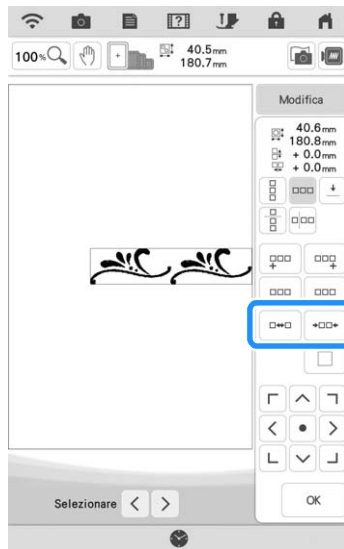 100% 40.5mm
180.7mm
Modifica
40.6mm
180.8mm
+ 0.0mm
+ 0.0mm
Selezionare
OK